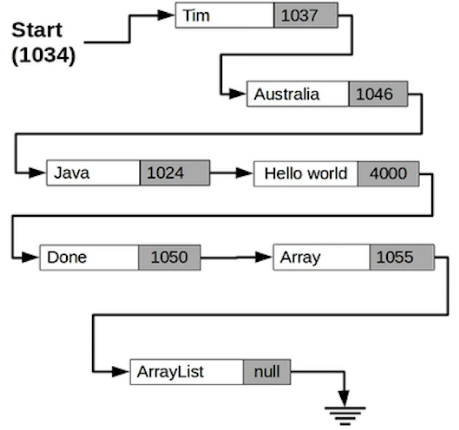 Start
(1034)
Tim 1037
Australia 1046
Java 1024
Hello world 4000
Done 1050
Array 1055
ArrayList null